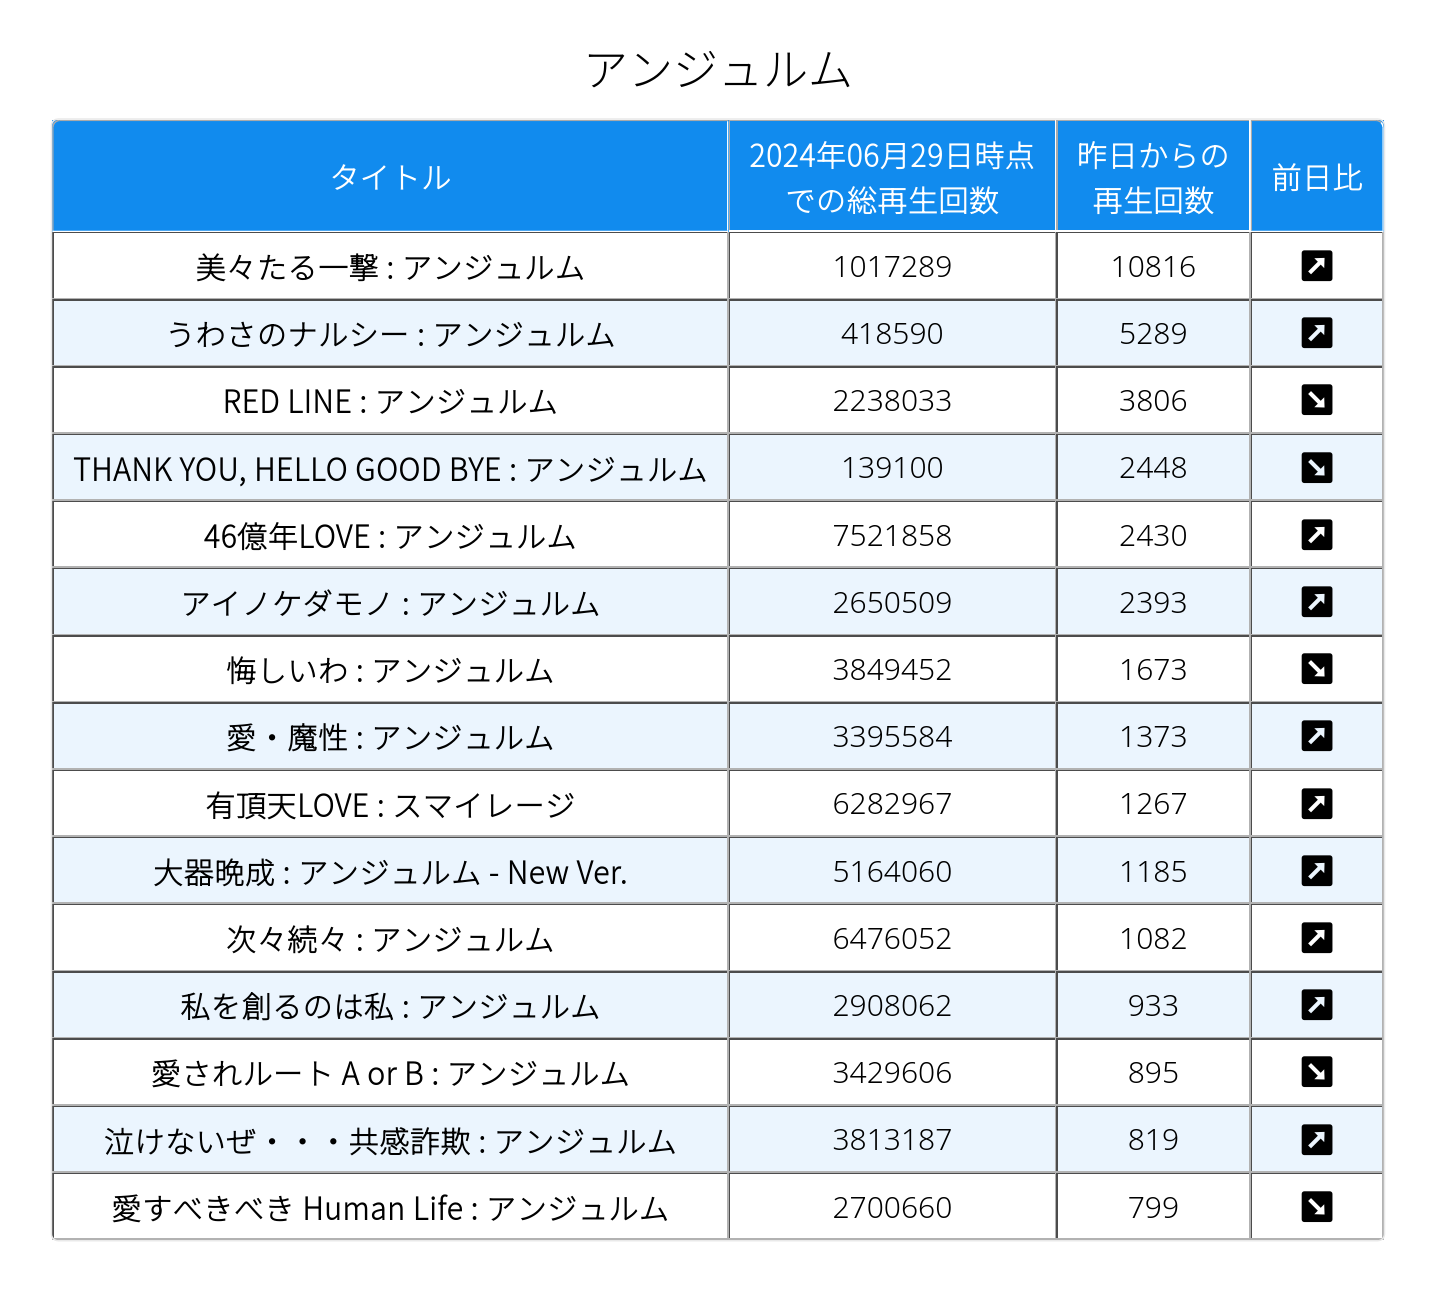 アンジュルム
タイトル 2024年06月29日時点での総再生回数 昨日からの再生回数 前日比
美々たる一撃 : アンジュルム 1017289 10816 ↗
うわさのナルシー : アンジュルム 418590 5289 ↗
RED LINE : アンジュルム 2238033 3806 ↘
THANK YOU, HELLO GOOD BYE : アンジュルム 139100 2448 ↘
46億年LOVE : アンジュルム 7521858 2430 ↗
アイノケダモノ : アンジュルム 2650509 2393 ↗
悔しいわ : アンジュルム 3849452 1673 ↘
愛・魔性 : アンジュルム 3395584 1373 ↗
有頂天LOVE : スマイレージ 6282967 1267 ↗
大器晩成 : アンジュルム - New Ver. 5164060 1185 ↗
次々続々 : アンジュルム 6476052 1082 ↗
私を創るのは私 : アンジュルム 2908062 933 ↗
愛されルート A or B : アンジュルム 3429606 895 ↘
泣けないぜ・・・共感詐欺 : アンジュルム 3813187 819 ↗
愛すべきべき Human Life : アンジュルム 2700660 799 ↘